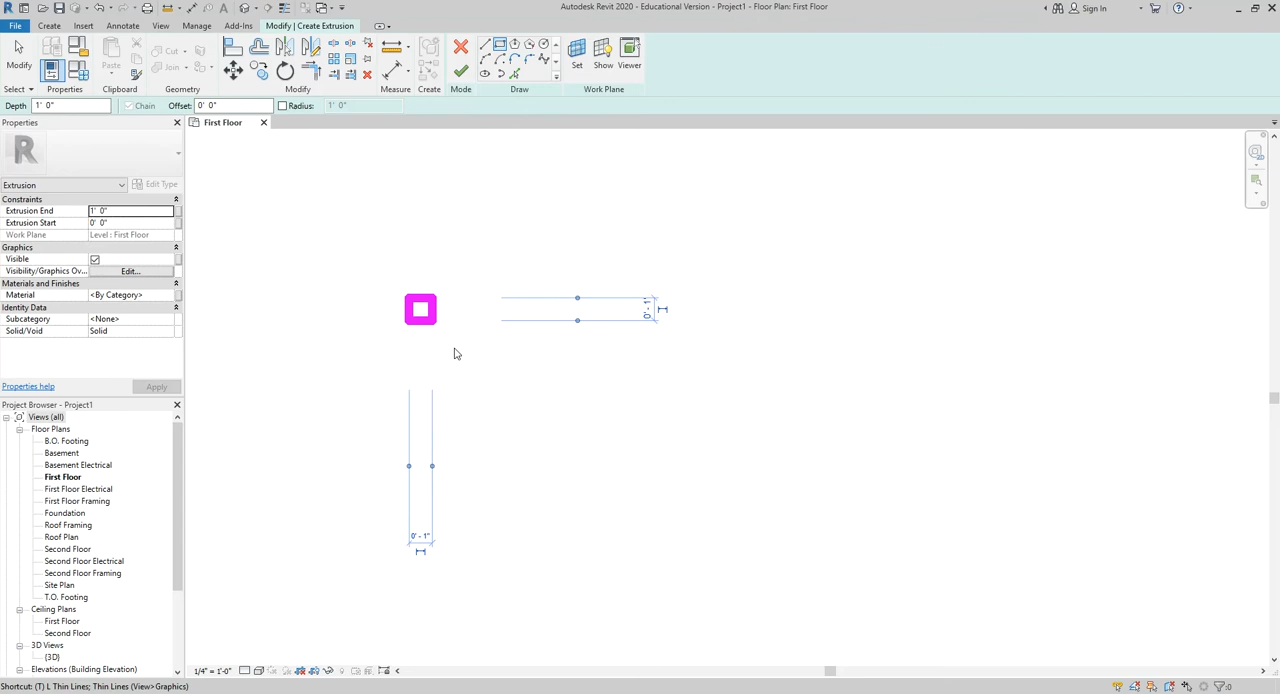 Autodesk Revit 2020 - Educational Version - Project1 - Floor Plan: First Floor
Sign In
File Create Insert Annotate View Manage Add-Ins Modify | Create Extrusion
Modify
Paste
Cut
Join
Set Show Viewer
Select Properties Clipboard Geometry Modify Measure Create Mode Draw Work Plane
Depth 1' 0" Chain Offset: 0' 0" Radius: 1' 0"
Properties
First Floor
Extrusion Edit Type
Constraints
Extrusion End 1' 0"
Extrusion Start 0' 0"
Work Plane Level : First Floor
Graphics
Visible
Visibility/Graphics Ov... Edit...
Materials and Finishes
Material <By Category>
Identity Data
Subcategory <None>
Solid/Void Solid
Properties help Apply
Project Browser - Project1
Views (all)
Floor Plans
B.O. Footing
Basement
Basement Electrical
First Floor
First Floor Electrical
First Floor Framing
Foundation
Roof Framing
Roof Plan
Second Floor
Second Floor Electrical
Second Floor Framing
Site Plan
T.O. Footing
Ceiling Plans
First Floor
Second Floor
3D Views
{3D}
Elevations (Building Elevation)
0' - 1"
0' - 1"
1/4" = 1'-0"
Shortcut: (T) L Thin Lines; Thin Lines (View>Graphics)
:0